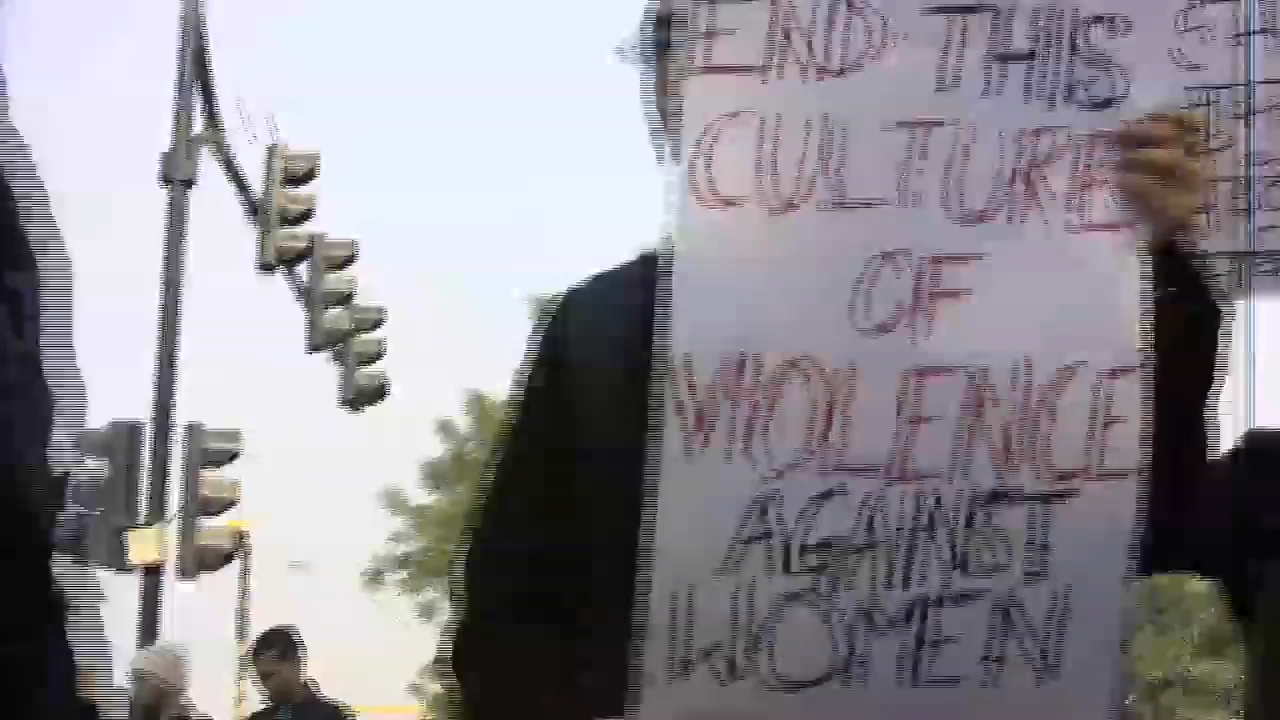 END THIS
CULTURE
OF
VIOLENCE
AGAINST
WOMEN